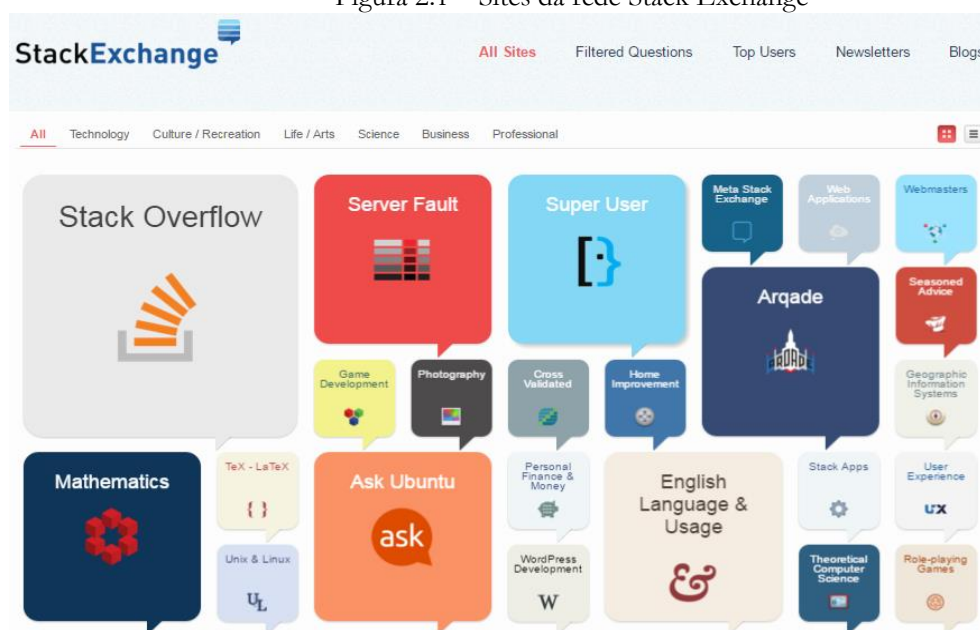 Figura 2.1 – Sites da rede Stack Exchange
StackExchange
All Sites Filtered Questions Top Users Newsletters Blogs
All Technology Culture / Recreation Life / Arts Science Business Professional
Stack Overflow
Server Fault
Super User
Meta Stack
Exchange
Web
Applications
Webmasters
Arqade
Seasoned
Advice
Game
Development
Photography
Cross
Validated
Home
Improvement
Geographic
Information
Systems
Mathematics
TeX - LaTeX
{ }
Ask Ubuntu
ask
Personal
Finance &
Money
English
Language &
Usage
&
Stack Apps
User
Experience
UX
Unix & Linux
UL
WordPress
Development
W
Theoretical
Computer
Science
Role-playing
Games